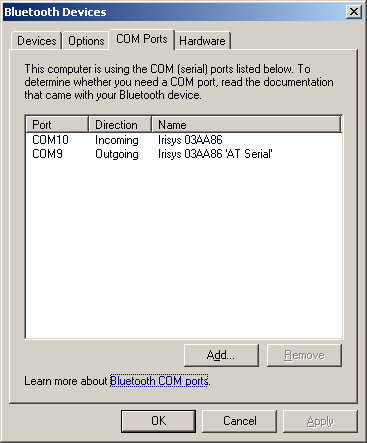 Bluetooth Devices
Devices Options COM Ports Hardware
This computer is using the COM (serial) ports listed below. To
determine whether you need a COM port, read the documentation
that came with your Bluetooth device.
Port Direction Name
COM10 Incoming Irisys 03AA86
COM9 Outgoing Irisys 03AA86 'AT Serial'
Add... Remove
Learn more about Bluetooth COM ports.
OK Cancel Apply